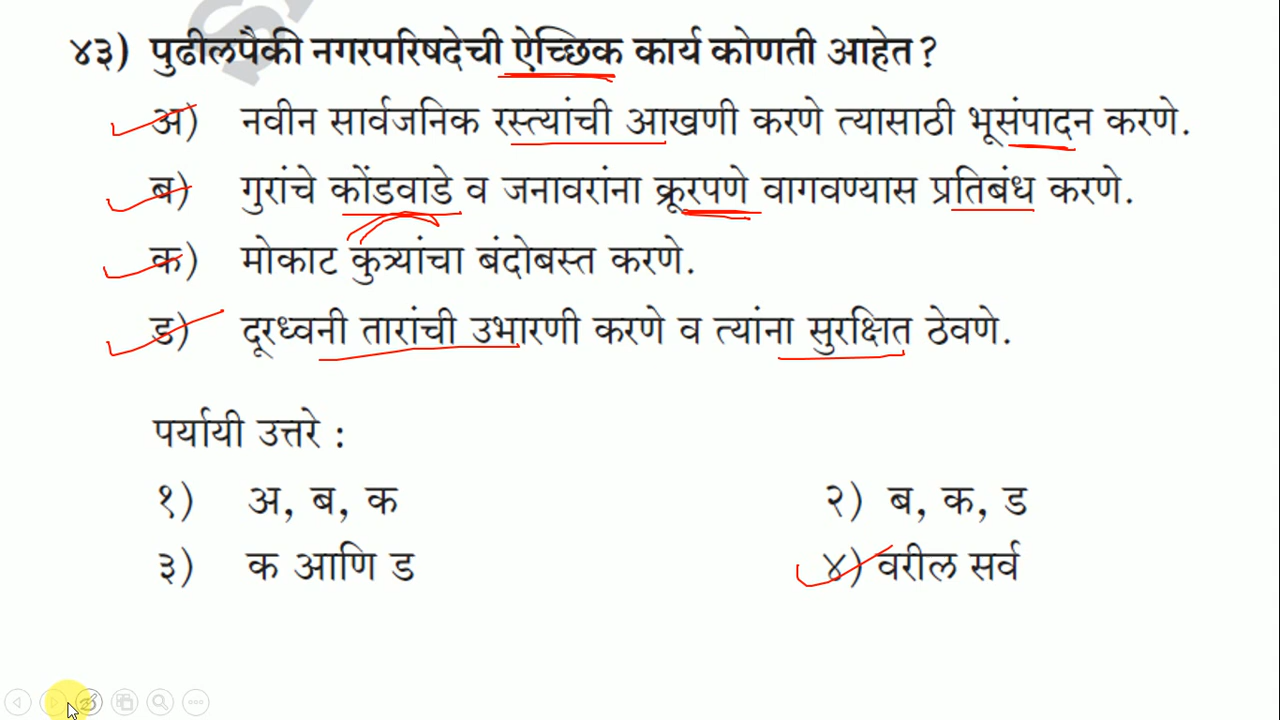 ४३) पुढीलपैकी नगरपरिषदेची ऐच्छिक कार्य कोणती आहेत ?
अ) नवीन सार्वजनिक रस्त्यांची आखणी करणे त्यासाठी भूसंपादन करणे.
ब) गुरांचे कोंडवाडे व जनावरांना क्रूरपणे वागवण्यास प्रतिबंध करणे.
क) मोकाट कुत्र्यांचा बंदोबस्त करणे.
ड) दूरध्वनी तारांची उभारणी करणे व त्यांना सुरक्षित ठेवणे.
पर्यायी उत्तरे :
१) अ, ब, क २) ब, क, ड
३) क आणि ड ४) वरील सर्व